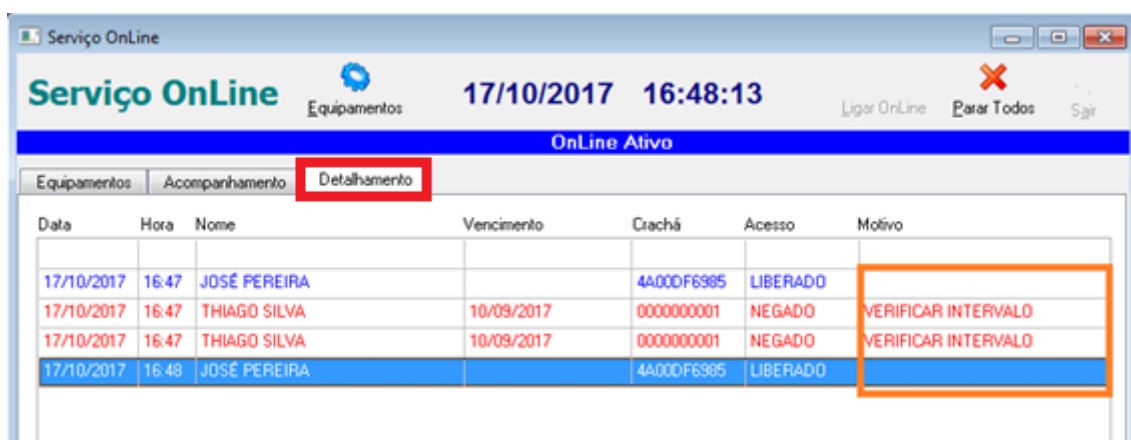 Serviço OnLine
Serviço OnLine Equipamentos 17/10/2017 16:48:13 Ligar OnLine Parar Todos Sair
OnLine Ativo
Equipamentos Acompanhamento Detalhamento
Data Hora Nome Vencimento Crachá Acesso Motivo
17/10/2017 16:47 JOSÉ PEREIRA 4A00DF6985 LIBERADO
17/10/2017 16:47 THIAGO SILVA 10/09/2017 0000000001 NEGADO VERIFICAR INTERVALO
17/10/2017 16:47 THIAGO SILVA 10/09/2017 0000000001 NEGADO VERIFICAR INTERVALO
17/10/2017 16:48 JOSÉ PEREIRA 4A00DF6985 LIBERADO